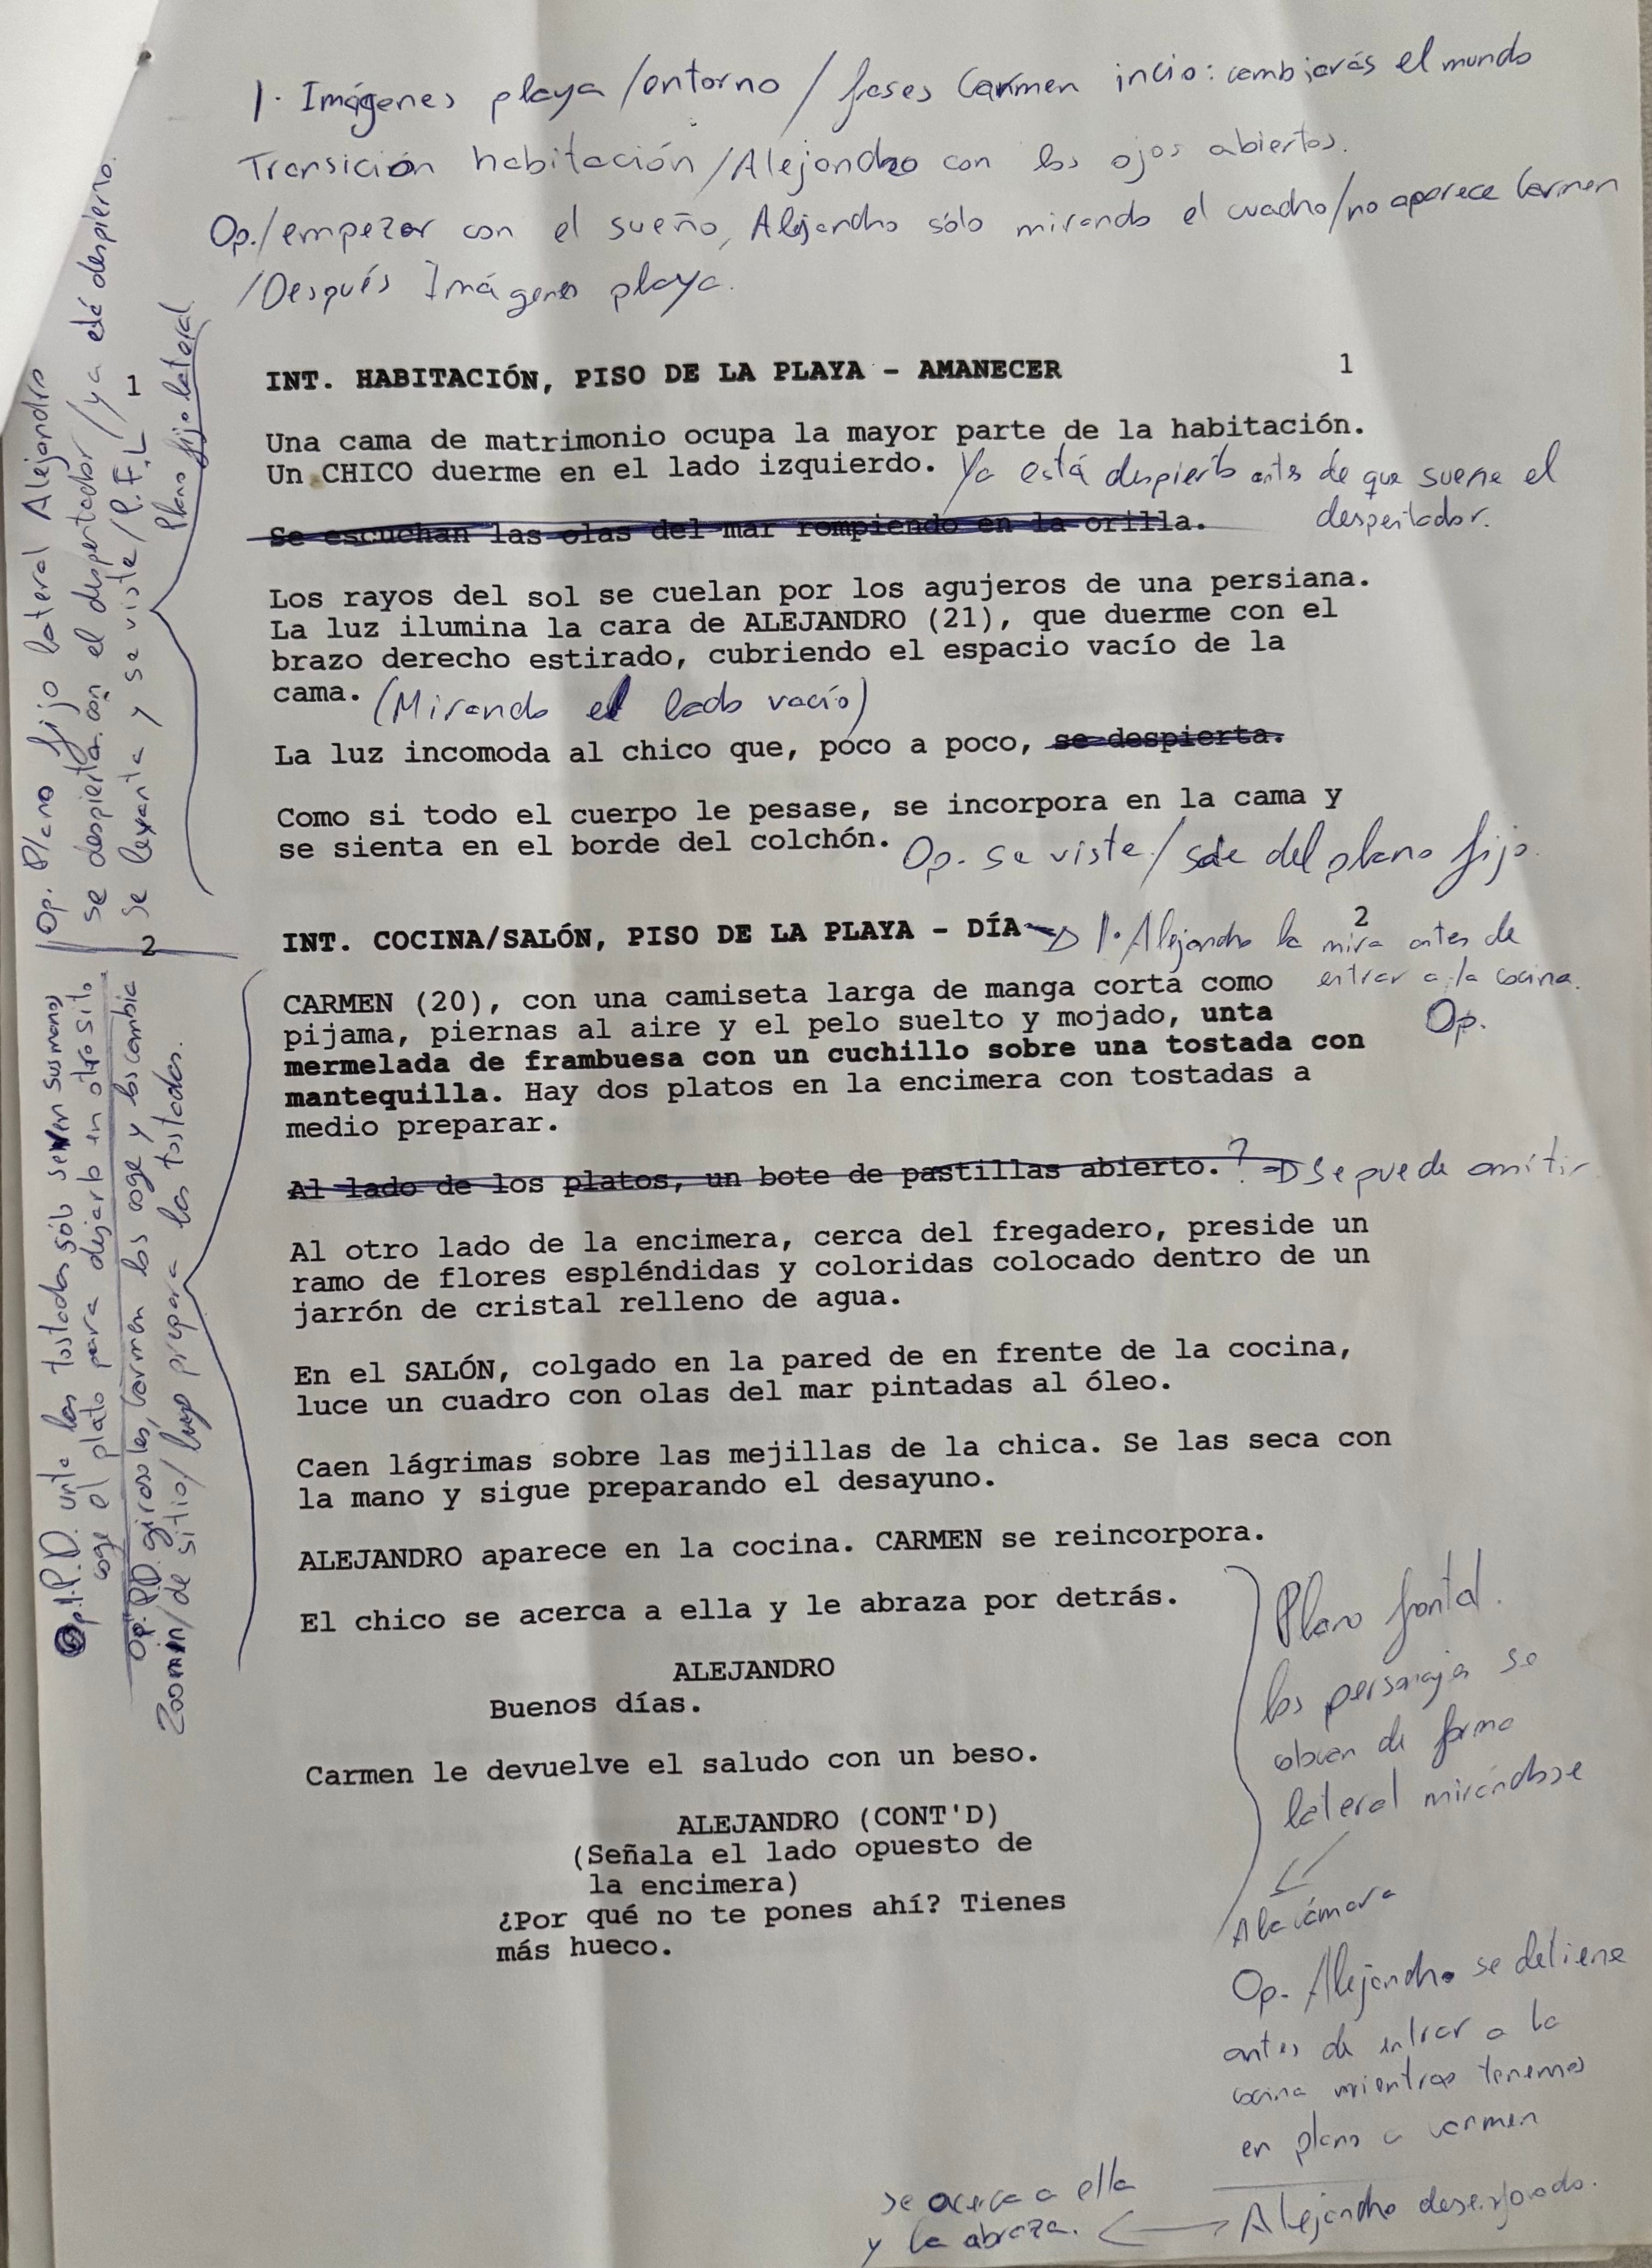 1. Imágenes playa/entorno/frases Carmen incio: cambiarás el mundo
Transición habitación/Alejandro con los ojos abiertos.
Op./empezar con el sueño, Alejandro sólo mirando el cuadro/no aparece Carmen
/Después Imágenes playa.
Op. Plano fijo lateral Alejandro
se despierta con el despertador/ya está despierto.
se levanta y se viste/P.F.L
Plano fijo lateral
1 INT. HABITACIÓN, PISO DE LA PLAYA - AMANECER 1
Una cama de matrimonio ocupa la mayor parte de la habitación.
Un CHICO duerme en el lado izquierdo. Ya está despierto antes de que suene el
despertador.
Se escuchan las olas del mar rompiendo en la orilla.
Los rayos del sol se cuelan por los agujeros de una persiana.
La luz ilumina la cara de ALEJANDRO (21), que duerme con el
brazo derecho estirado, cubriendo el espacio vacío de la
cama. (Mirando el lado vacío)
La luz incomoda al chico que, poco a poco, se despierta.
Como si todo el cuerpo le pesase, se incorpora en la cama y
se sienta en el borde del colchón. Op. se viste/sale del plano fijo.
2 INT. COCINA/SALÓN, PISO DE LA PLAYA - DÍA 2
1. Alejandro la mira antes de
entrar a la cocina.
Op.
CARMEN (20), con una camiseta larga de manga corta como
pijama, piernas al aire y el pelo suelto y mojado, unta
mermelada de frambuesa con un cuchillo sobre una tostada con
mantequilla. Hay dos platos en la encimera con tostadas a
medio preparar.
Al lado de los platos, un bote de pastillas abierto. ? Se puede omitir
Al otro lado de la encimera, cerca del fregadero, preside un
ramo de flores espléndidas y coloridas colocado dentro de un
jarrón de cristal relleno de agua.
En el SALÓN, colgado en la pared de en frente de la cocina,
luce un cuadro con olas del mar pintadas al óleo.
Caen lágrimas sobre las mejillas de la chica. Se las seca con
la mano y sigue preparando el desayuno.
ALEJANDRO aparece en la cocina. CARMEN se reincorpora.
El chico se acerca a ella y le abraza por detrás.
ALEJANDRO
Buenos días.
Carmen le devuelve el saludo con un beso.
ALEJANDRO (CONT'D)
(Señala el lado opuesto de
la encimera)
¿Por qué no te pones ahí? Tienes
más hueco.
Op.1. P.D. unta las tostadas sólo se ven sus manos
coge el plato para dejarlo en otro sitio.
Op. P.D. girasoles, Carmen los coge y los cambia
Zoom in/de sitio/luego prepara las tostadas.
Plano frontal.
los personajes se
de forma
lateral mirándose
A la cámara
Op. Alejandro se detiene
antes de entrar a la
cocina mientras tenemos
en plano a Carmen
Alejandro
se acerca a ella
y la abraza.